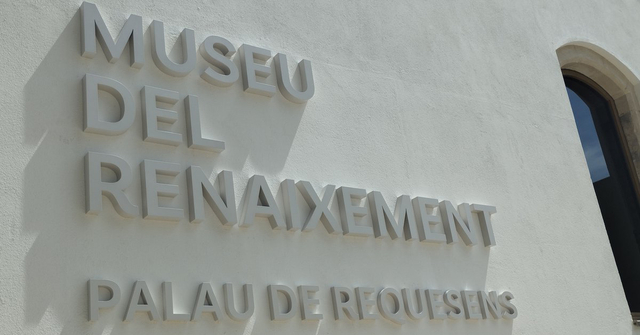 MUSEU
DEL
RENAIXEMENT
PALAU DE REQUESENS